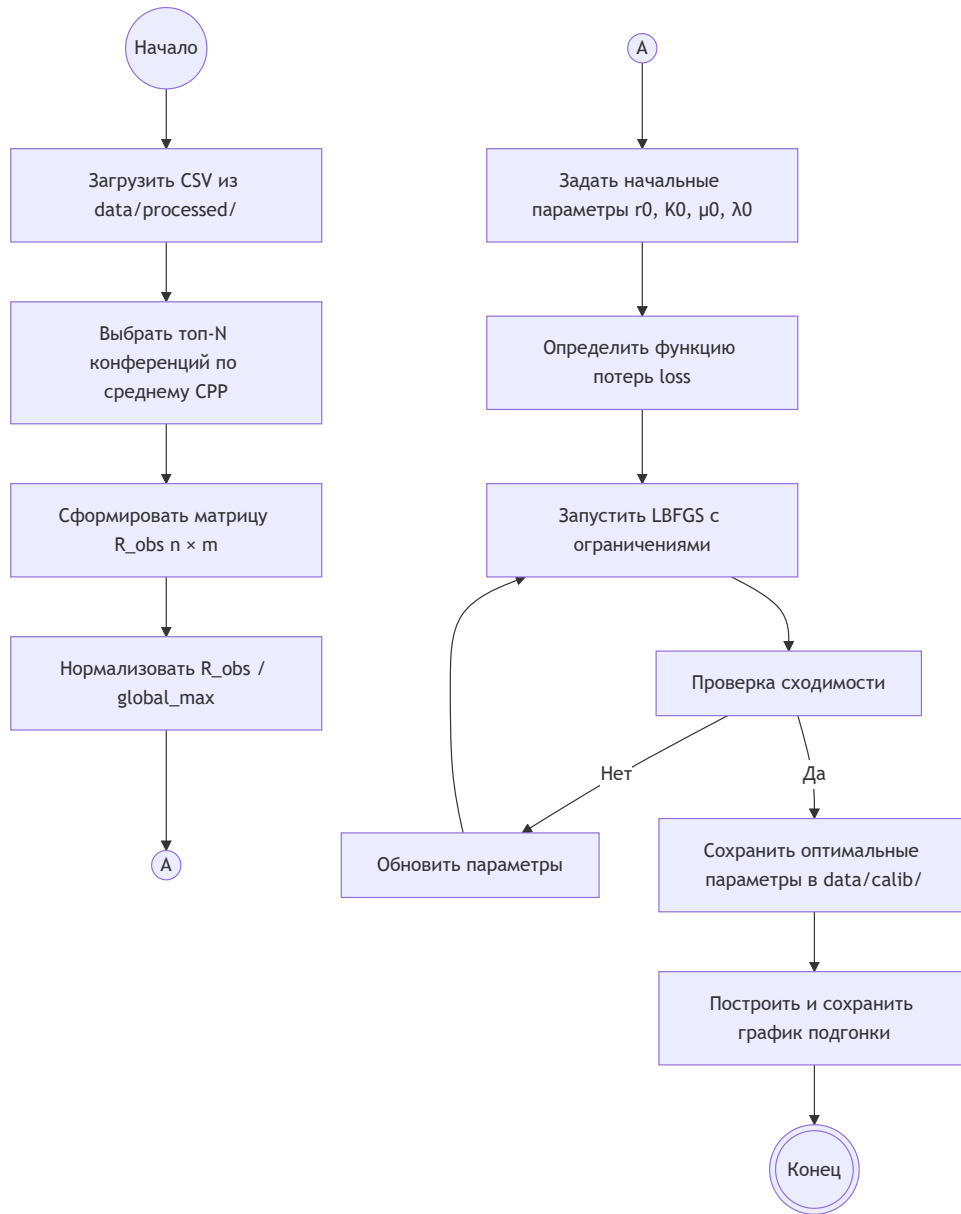 Начало
Загрузить CSV из
data/processed/
Выбрать топ-N
конференций по
среднему CPP
Сформировать матрицу
R_obs n × m
Нормализовать R_obs /
global_max
A
A
Задать начальные
параметры r0, K0, μ0, λ0
Определить функцию
потерь loss
Запустить LBFGS с
ограничениями
Проверка сходимости
Нет
Да
Обновить параметры
Сохранить оптимальные
параметры в data/calib/
Построить и сохранить
график подгонки
Конец